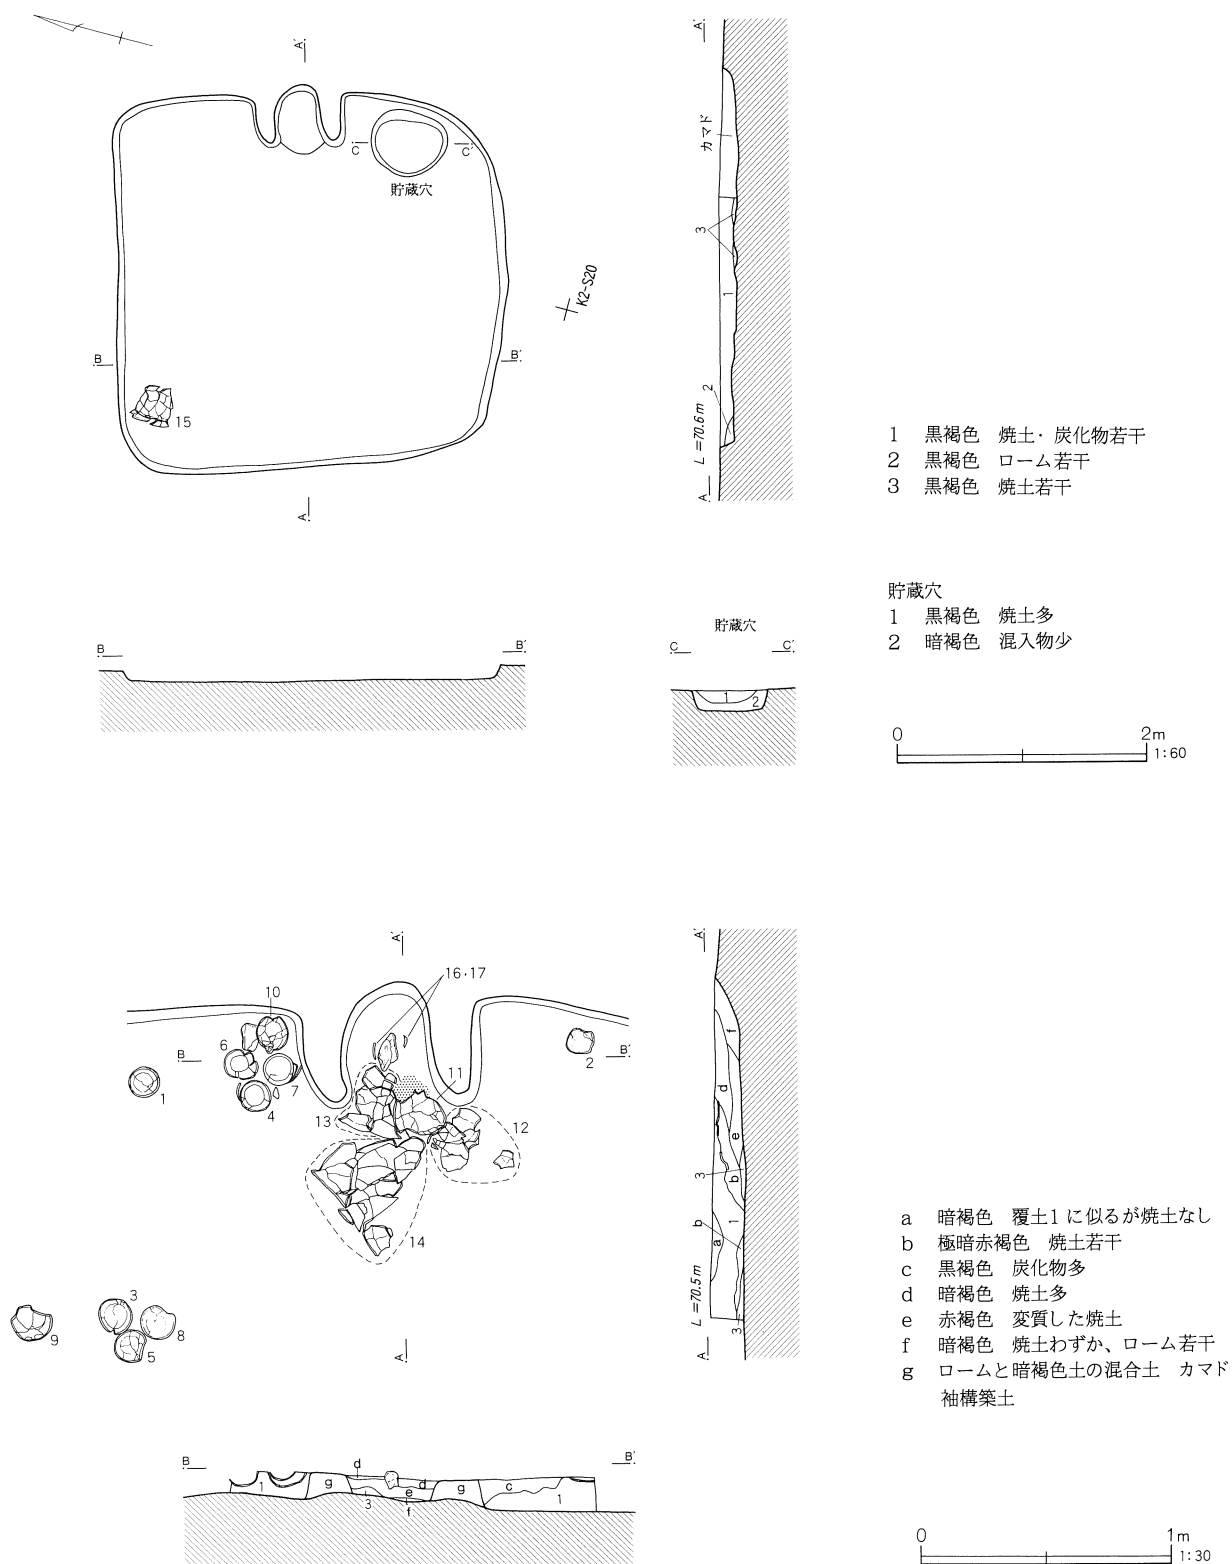 A A′
C C′
貯蔵穴
K2-S20
B B′
15
A
A′
カマド
3
1
2
L=70.6m
A
1 黒褐色 焼土・炭化物若干
2 黒褐色 ローム若干
3 黒褐色 焼土若干
貯蔵穴
1 黒褐色 焼土多
2 暗褐色 混入物少
B B′
貯蔵穴
C C′
1 2
0 2m
1:60
A′
16・17
10
6
B B′
2
1
7
4
11
13
12
14
3
9
8
5
A
A′
f
d
e
3
b
b
1
a
L=70.5m
3
A
a 暗褐色 覆土1に似るが焼土なし
b 極暗赤褐色 焼土若干
c 黒褐色 炭化物多
d 暗褐色 焼土多
e 赤褐色 変質した焼土
f 暗褐色 焼土わずか、ローム若干
g ロームと暗褐色土の混合土 カマド
袖構築土
B B′
d
1 g d g c
3 e 1
f
0 1m
1:30